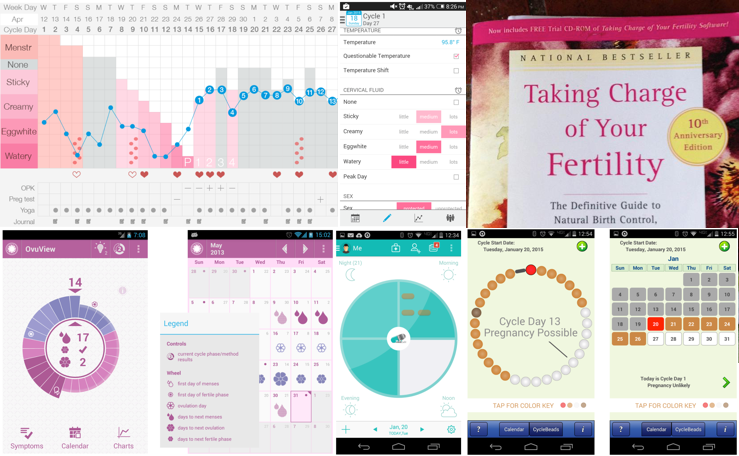 Week Day W T F S S M T W T F S S M T W T F S S M T W T F S S M
Apr 12 13 14 15 16 17 18 19 20 21 22 23 24 25 26 27 28 29 30
Cycle Day 1 2 3 4 5 6 7 8 9 10 11 12 13 14 15 16 17 18 19 20 21 22 23 24 25 26 27
Menstr
None
Sticky
Creamy
Eggwhite
Watery
P 1 2 3 4
1 2 3 4 5 6 7 8 9 10 11 12 13
OPK
Preg test
Yoga
Journal
37% 8:26 PM
Cycle 1
Day 27
18
TEMPERATURE
Temperature 95.8° F
Questionable Temperature
Temperature Shift
CERVICAL FLUID
None
Sticky little medium lots
Creamy little medium lots
Eggwhite little medium lots
Watery little medium lots
Peak Day
SEX
Sex protected unprotected
Now includes FREE Trial CD-ROM of Taking Charge of Your Fertility Software!
NATIONAL BESTSELLER
Taking Charge
of Your
Fertility
10th
Anniversary
Edition
The Definitive Guide to
Natural Birth Control,
7:08
OvuView
14
17
2
Symptoms
Calendar
Charts
15:02
May
2013
Sun Mon Tue Wed Thu Fri Sat
Legend
Controls
current cycle phase/method
results
Wheel
first day of menses
first day of fertile phase
ovulation day
days to next menses
days to next ovulation
days to next fertile phase
12:34
Me
Night (21)
Morning
Evening
Noon
Jan, 20
TODAY Tue
12:54
Cycle Start Date:
Tuesday, January 20, 2015
Cycle Day 13
Pregnancy Possible
TAP FOR COLOR KEY
? Calendar CycleBeads i
12:55
Cycle Start Date:
Tuesday, January 20, 2015
Jan
Sun Mon Tue Wed Thu Fri Sat
1 2 3
4 5 6 7 8 9 10
11 12 13 14 15 16 17
18 19 20 21 22 23 24
25 26 27 28 29 30 31
Today is Cycle Day 1
Pregnancy Unlikely
TAP FOR COLOR KEY
? Calendar CycleBeads i